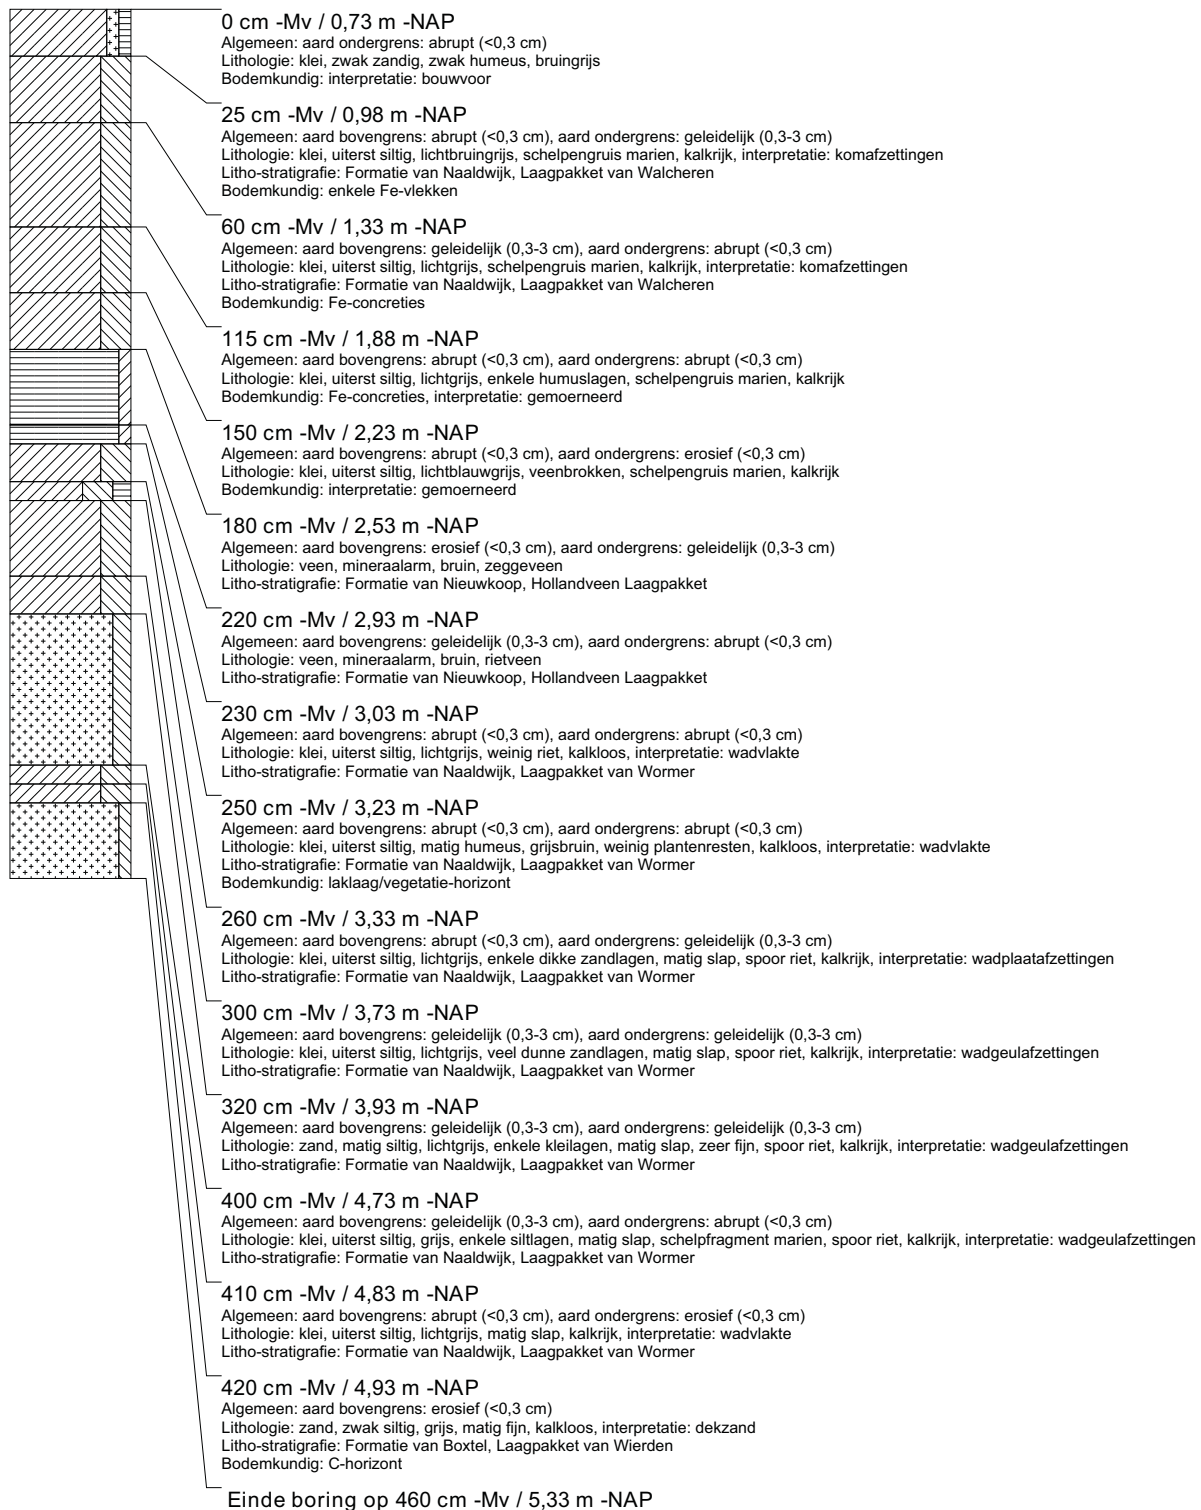 0 cm -Mv / 0,73 m -NAP
Algemeen: aard ondergrens: abrupt (<0,3 cm)
Lithologie: klei, zwak zandig, zwak humeus, bruingrijs
Bodemkundig: interpretatie: bouwvoor
25 cm -Mv / 0,98 m -NAP
Algemeen: aard bovengrens: abrupt (<0,3 cm), aard ondergrens: geleidelijk (0,3-3 cm)
Lithologie: klei, uiterst siltig, lichtbruingrijs, schelpengruis marien, kalkrijk, interpretatie: komafzettingen
Litho-stratigrafie: Formatie van Naaldwijk, Laagpakket van Walcheren
Bodemkundig: enkele Fe-vlekken
60 cm -Mv / 1,33 m -NAP
Algemeen: aard bovengrens: geleidelijk (0,3-3 cm), aard ondergrens: abrupt (<0,3 cm)
Lithologie: klei, uiterst siltig, lichtgrijs, schelpengruis marien, kalkrijk, interpretatie: komafzettingen
Litho-stratigrafie: Formatie van Naaldwijk, Laagpakket van Walcheren
Bodemkundig: Fe-concreties
115 cm -Mv / 1,88 m -NAP
Algemeen: aard bovengrens: abrupt (<0,3 cm), aard ondergrens: abrupt (<0,3 cm)
Lithologie: klei, uiterst siltig, lichtgrijs, enkele humuslagen, schelpengruis marien, kalkrijk
Bodemkundig: Fe-concreties, interpretatie: gemoerneerd
150 cm -Mv / 2,23 m -NAP
Algemeen: aard bovengrens: abrupt (<0,3 cm), aard ondergrens: erosief (<0,3 cm)
Lithologie: klei, uiterst siltig, lichtblauwgrijs, veenbrokken, schelpengruis marien, kalkrijk
Bodemkundig: interpretatie: gemoerneerd
180 cm -Mv / 2,53 m -NAP
Algemeen: aard bovengrens: erosief (<0,3 cm), aard ondergrens: geleidelijk (0,3-3 cm)
Lithologie: veen, mineraalarm, bruin, zeggeveen
Litho-stratigrafie: Formatie van Nieuwkoop, Hollandveen Laagpakket
220 cm -Mv / 2,93 m -NAP
Algemeen: aard bovengrens: geleidelijk (0,3-3 cm), aard ondergrens: abrupt (<0,3 cm)
Lithologie: veen, mineraalarm, bruin, rietveen
Litho-stratigrafie: Formatie van Nieuwkoop, Hollandveen Laagpakket
230 cm -Mv / 3,03 m -NAP
Algemeen: aard bovengrens: abrupt (<0,3 cm), aard ondergrens: abrupt (<0,3 cm)
Lithologie: klei, uiterst siltig, lichtgrijs, weinig riet, kalkloos, interpretatie: wadvlakte
Litho-stratigrafie: Formatie van Naaldwijk, Laagpakket van Wormer
250 cm -Mv / 3,23 m -NAP
Algemeen: aard bovengrens: abrupt (<0,3 cm), aard ondergrens: abrupt (<0,3 cm)
Lithologie: klei, uiterst siltig, matig humeus, grijsbruin, weinig plantenresten, kalkloos, interpretatie: wadvlakte
Litho-stratigrafie: Formatie van Naaldwijk, Laagpakket van Wormer
Bodemkundig: laklaag/vegetatie-horizont
260 cm -Mv / 3,33 m -NAP
Algemeen: aard bovengrens: abrupt (<0,3 cm), aard ondergrens: geleidelijk (0,3-3 cm)
Lithologie: klei, uiterst siltig, lichtgrijs, enkele dikke zandlagen, matig slap, spoor riet, kalkrijk, interpretatie: wadplaatafzettingen
Litho-stratigrafie: Formatie van Naaldwijk, Laagpakket van Wormer
300 cm -Mv / 3,73 m -NAP
Algemeen: aard bovengrens: geleidelijk (0,3-3 cm), aard ondergrens: geleidelijk (0,3-3 cm)
Lithologie: klei, uiterst siltig, lichtgrijs, veel dunne zandlagen, matig slap, spoor riet, kalkrijk, interpretatie: wadgeulafzettingen
Litho-stratigrafie: Formatie van Naaldwijk, Laagpakket van Wormer
320 cm -Mv / 3,93 m -NAP
Algemeen: aard bovengrens: geleidelijk (0,3-3 cm), aard ondergrens: geleidelijk (0,3-3 cm)
Lithologie: zand, matig siltig, lichtgrijs, enkele kleilagen, matig slap, zeer fijn, spoor riet, kalkrijk, interpretatie: wadgeulafzettingen
Litho-stratigrafie: Formatie van Naaldwijk, Laagpakket van Wormer
400 cm -Mv / 4,73 m -NAP
Algemeen: aard bovengrens: geleidelijk (0,3-3 cm), aard ondergrens: abrupt (<0,3 cm)
Lithologie: klei, uiterst siltig, grijs, enkele siltlagen, matig slap, schelpfragment marien, spoor riet, kalkrijk, interpretatie: wadgeulafzettingen
Litho-stratigrafie: Formatie van Naaldwijk, Laagpakket van Wormer
410 cm -Mv / 4,83 m -NAP
Algemeen: aard bovengrens: abrupt (<0,3 cm), aard ondergrens: erosief (<0,3 cm)
Lithologie: klei, uiterst siltig, lichtgrijs, matig slap, kalkrijk, interpretatie: wadvlakte
Litho-stratigrafie: Formatie van Naaldwijk, Laagpakket van Wormer
420 cm -Mv / 4,93 m -NAP
Algemeen: aard bovengrens: erosief (<0,3 cm)
Lithologie: zand, zwak siltig, grijs, matig fijn, kalkloos, interpretatie: dekzand
Litho-stratigrafie: Formatie van Boxtel, Laagpakket van Wierden
Bodemkundig: C-horizont
Einde boring op 460 cm -Mv / 5,33 m -NAP